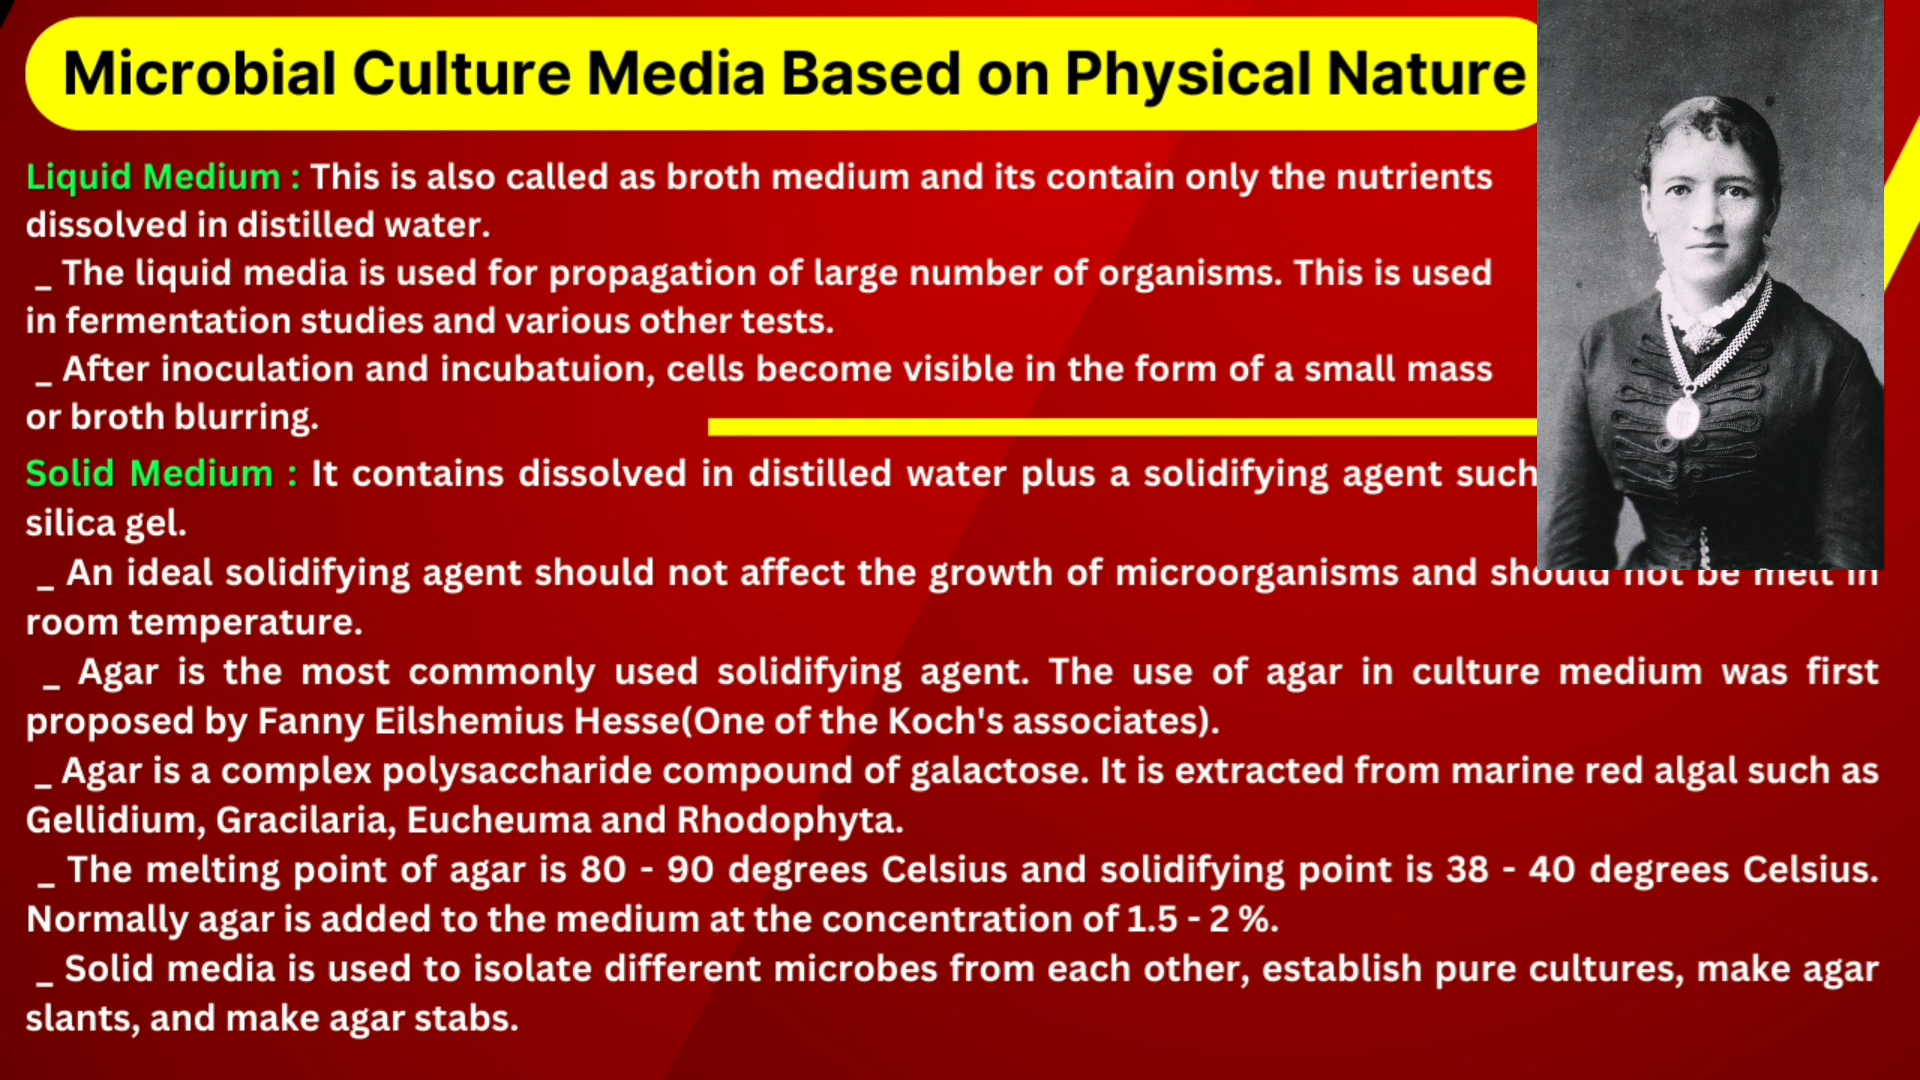 Microbial Culture Media Based on Physical Nature
Liquid Medium : This is also called as broth medium and its contain only the nutrients
dissolved in distilled water.
_ The liquid media is used for propagation of large number of organisms. This is used
in fermentation studies and various other tests.
_ After inoculation and incubatuion, cells become visible in the form of a small mass
or broth blurring.
Solid Medium : It contains dissolved in distilled water plus a solidifying agent such
silica gel.
_ An ideal solidifying agent should not affect the growth of microorganisms and should not be melt in
room temperature.
_ Agar is the most commonly used solidifying agent. The use of agar in culture medium was first
proposed by Fanny Eilshemius Hesse(One of the Koch's associates).
_ Agar is a complex polysaccharide compound of galactose. It is extracted from marine red algal such as
Gellidium, Gracilaria, Eucheuma and Rhodophyta.
_ The melting point of agar is 80 - 90 degrees Celsius and solidifying point is 38 - 40 degrees Celsius.
Normally agar is added to the medium at the concentration of 1.5 - 2 %.
_ Solid media is used to isolate different microbes from each other, establish pure cultures, make agar
slants, and make agar stabs.